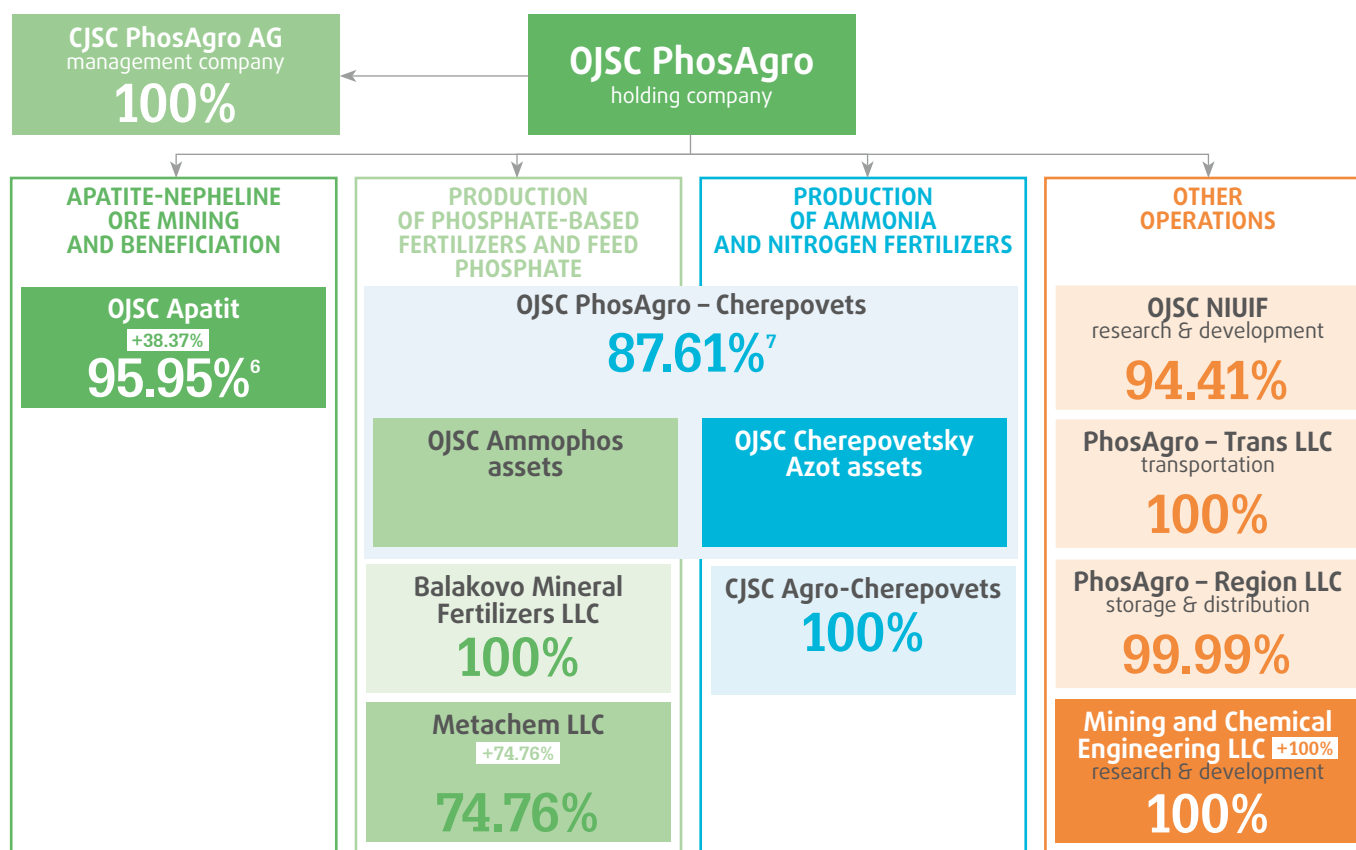 CJSC PhosAgro AG
management company
100%
OJSC PhosAgro
holding company
APATITE-NEPHELINE
ORE MINING
AND BENEFICIATION
OJSC Apatit
+38.37%
95.95%6
PRODUCTION
OF PHOSPHATE-BASED
FERTILIZERS AND FEED
PHOSPHATE
PRODUCTION
OF AMMONIA
AND NITROGEN FERTILIZERS
OJSC PhosAgro – Cherepovets
87.61%7
OJSC Ammophos
assets
OJSC Cherepovetsky
Azot assets
Balakovo Mineral
Fertilizers LLC
100%
CJSC Agro-Cherepovets
100%
Metachem LLC
+74.76%
74.76%
OTHER
OPERATIONS
OJSC NIUIF
research & development
94.41%
PhosAgro – Trans LLC
transportation
100%
PhosAgro – Region LLC
storage & distribution
99.99%
Mining and Chemical
Engineering LLC +100%
research & development
100%